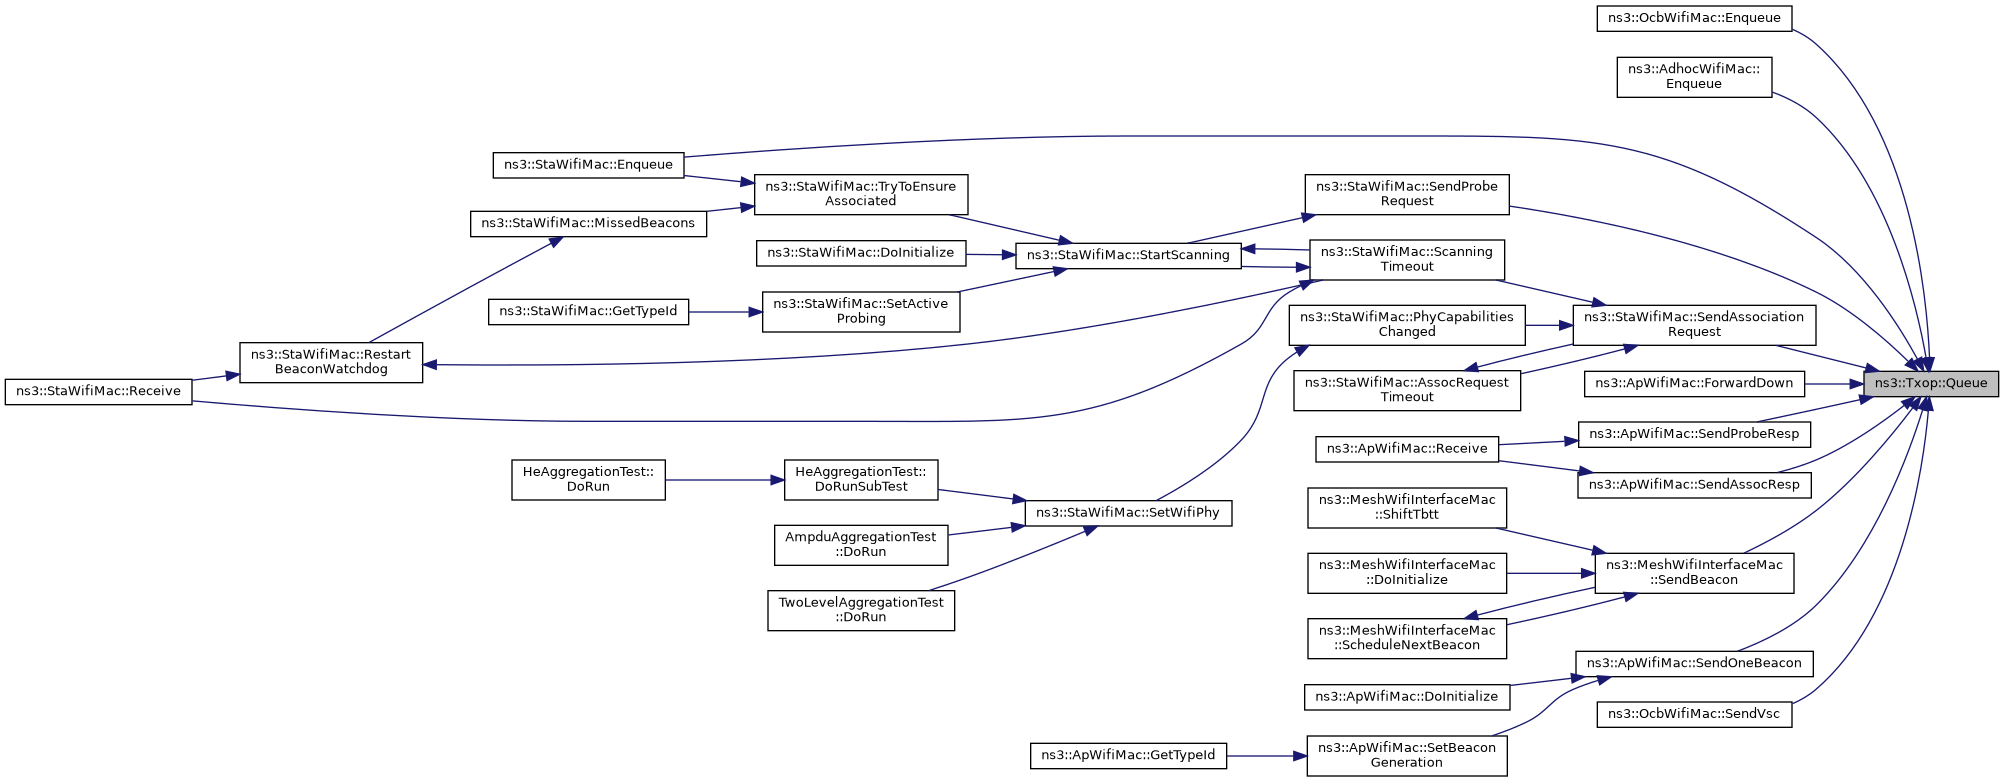 ns3::OcbWifiMac::Enqueue
ns3::AdhocWifiMac::
Enqueue
ns3::StaWifiMac::Enqueue
ns3::StaWifiMac::TryToEnsure
Associated
ns3::StaWifiMac::SendProbe
Request
ns3::StaWifiMac::MissedBeacons
ns3::StaWifiMac::DoInitialize
ns3::StaWifiMac::StartScanning
ns3::StaWifiMac::Scanning
Timeout
ns3::StaWifiMac::GetTypeId
ns3::StaWifiMac::SetActive
Probing
ns3::StaWifiMac::PhyCapabilities
Changed
ns3::StaWifiMac::SendAssociation
Request
ns3::StaWifiMac::Restart
BeaconWatchdog
ns3::StaWifiMac::Receive
ns3::StaWifiMac::AssocRequest
Timeout
ns3::ApWifiMac::ForwardDown
ns3::Txop::Queue
ns3::ApWifiMac::Receive
ns3::ApWifiMac::SendProbeResp
ns3::ApWifiMac::SendAssocResp
HeAggregationTest::
DoRun
HeAggregationTest::
DoRunSubTest
ns3::StaWifiMac::SetWifiPhy
AmpduAggregationTest
::DoRun
TwoLevelAggregationTest
::DoRun
ns3::MeshWifiInterfaceMac
::ShiftTbtt
ns3::MeshWifiInterfaceMac
::DoInitialize
ns3::MeshWifiInterfaceMac
::SendBeacon
ns3::MeshWifiInterfaceMac
::ScheduleNextBeacon
ns3::ApWifiMac::SendOneBeacon
ns3::ApWifiMac::DoInitialize
ns3::OcbWifiMac::SendVsc
ns3::ApWifiMac::GetTypeId
ns3::ApWifiMac::SetBeacon
Generation